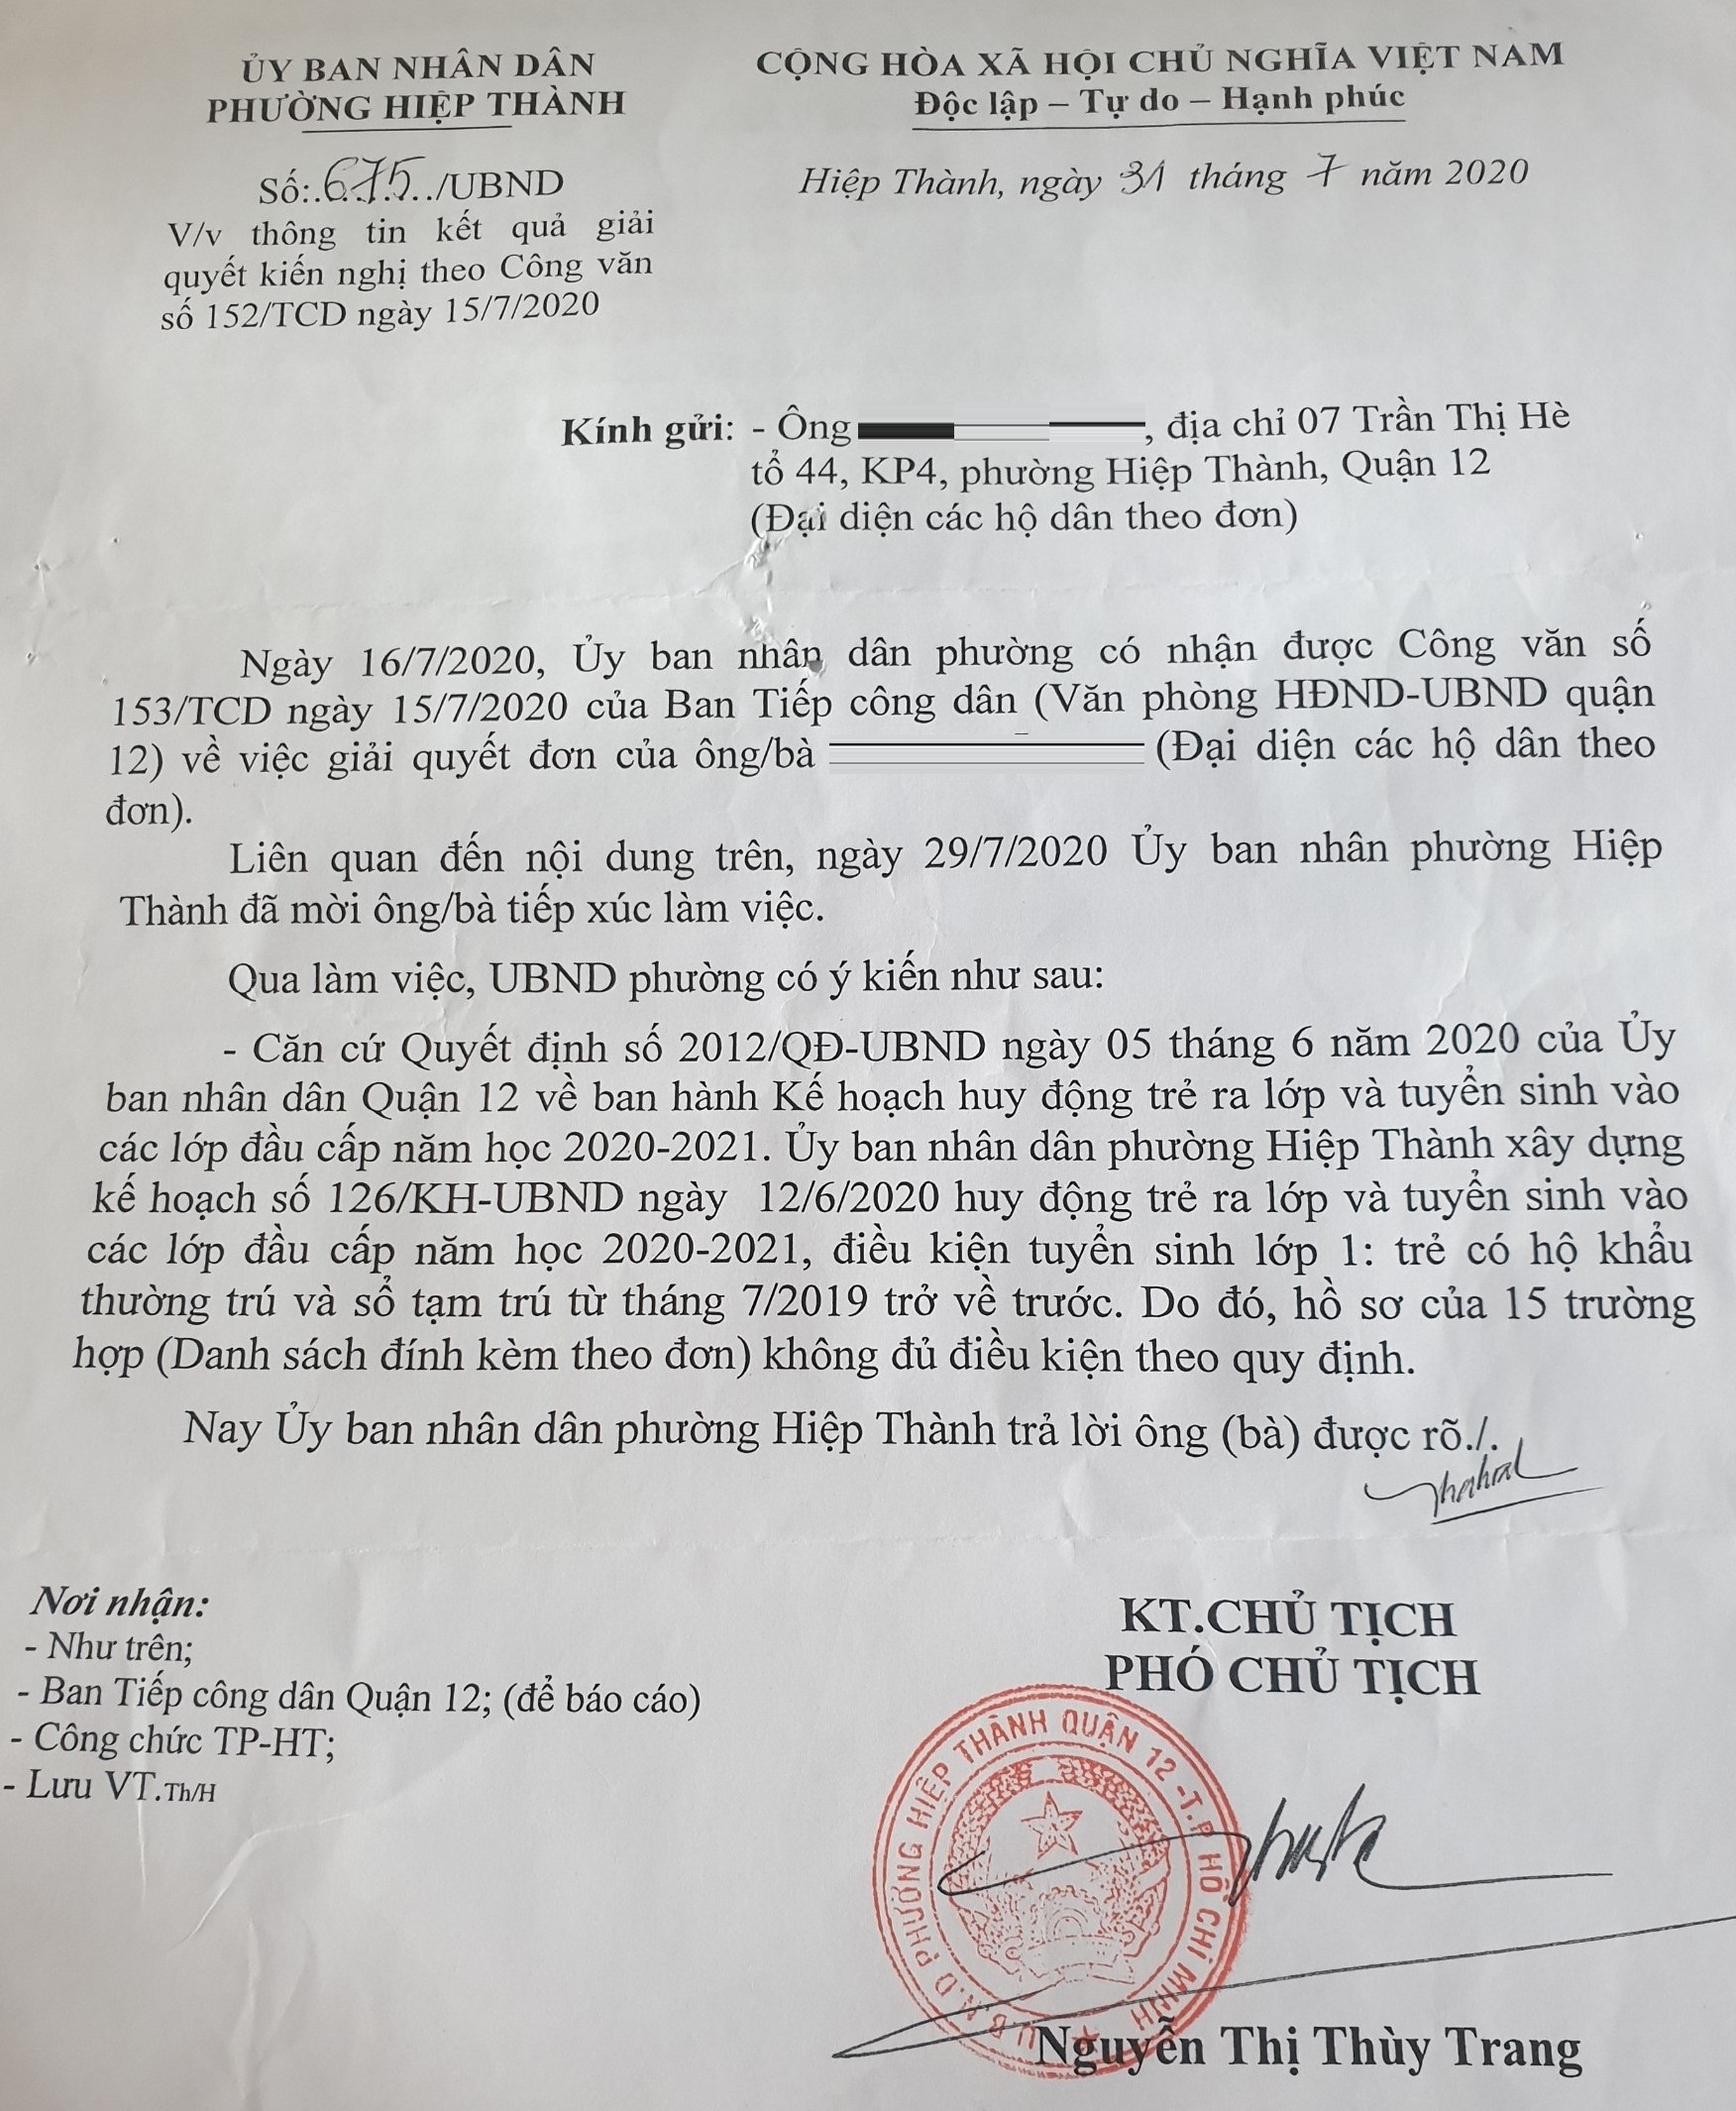 ỦY BAN NHÂN DÂN
PHƯỜNG HIỆP THÀNH
CỘNG HÒA XÃ HỘI CHỦ NGHĨA VIỆT NAM
Độc lập – Tự do – Hạnh phúc
Số:.675../UBND
V/v thông tin kết quả giải
quyết kiến nghị theo Công văn
số 152/TCD ngày 15/7/2020
Hiệp Thành, ngày 31 tháng 7 năm 2020
Kính gửi: - Ông , địa chỉ 07 Trần Thị Hè
tổ 44, KP4, phường Hiệp Thành, Quận 12
(Đại diện các hộ dân theo đơn)
Ngày 16/7/2020, Ủy ban nhân dân phường có nhận được Công văn số
153/TCD ngày 15/7/2020 của Ban Tiếp công dân (Văn phòng HĐND-UBND quận
12) về việc giải quyết đơn của ông/bà (Đại diện các hộ dân theo
đơn).
Liên quan đến nội dung trên, ngày 29/7/2020 Ủy ban nhân phường Hiệp
Thành đã mời ông/bà tiếp xúc làm việc.
Qua làm việc, UBND phường có ý kiến như sau:
- Căn cứ Quyết định số 2012/QĐ-UBND ngày 05 tháng 6 năm 2020 của Ủy
ban nhân dân Quận 12 về ban hành Kế hoạch huy động trẻ ra lớp và tuyển sinh vào
các lớp đầu cấp năm học 2020-2021. Ủy ban nhân dân phường Hiệp Thành xây dựng
kế hoạch số 126/KH-UBND ngày 12/6/2020 huy động trẻ ra lớp và tuyển sinh vào
các lớp đầu cấp năm học 2020-2021, điều kiện tuyển sinh lớp 1: trẻ có hộ khẩu
thường trú và sổ tạm trú từ tháng 7/2019 trở về trước. Do đó, hồ sơ của 15 trường
hợp (Danh sách đính kèm theo đơn) không đủ điều kiện theo quy định.
Nay Ủy ban nhân dân phường Hiệp Thành trả lời ông (bà) được rõ./.
Nơi nhận:
- Như trên;
- Ban Tiếp công dân Quận 12; (để báo cáo)
- Công chức TP-HT;
- Lưu VT.Th/H
KT.CHỦ TỊCH
PHÓ CHỦ TỊCH
U.B.N.D PHƯỜNG HIỆP THÀNH QUẬN 12 -T.P HỒ CHÍ MINH
Nguyễn Thị Thùy Trang